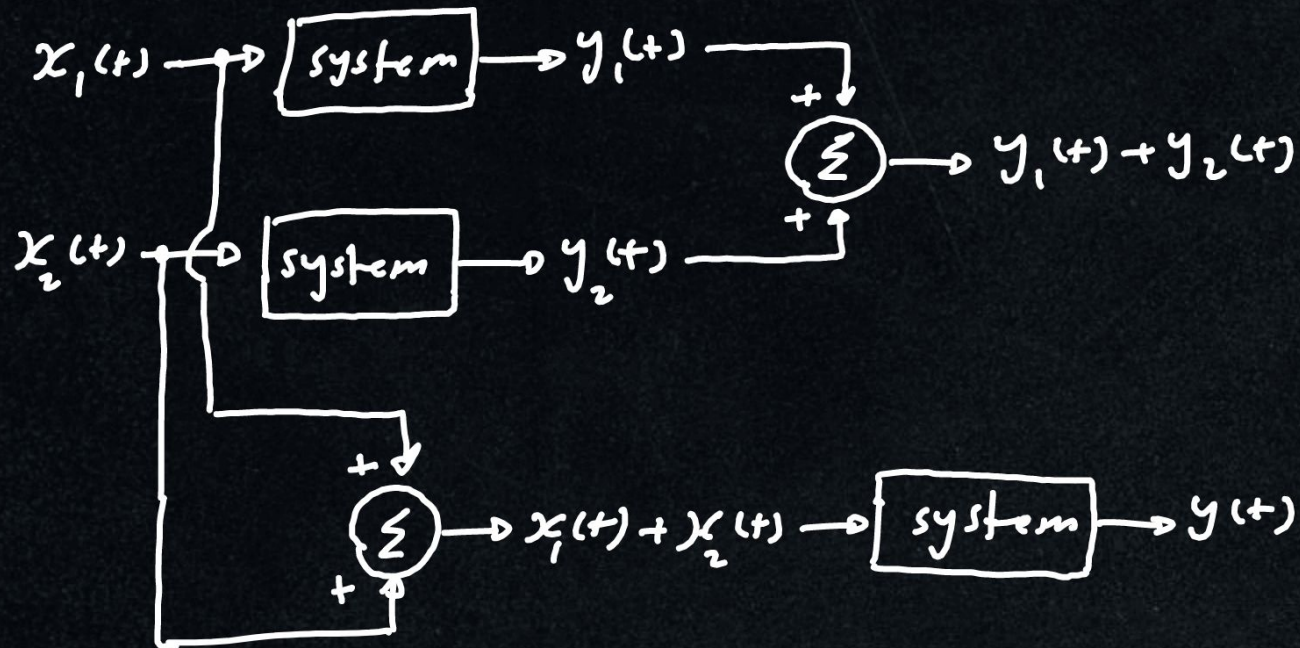 x₁(t) system y₁(t)
+
Σ y₁(t) + y₂(t)
+
x₂(t) system y₂(t)
+
Σ x₁(t) + x₂(t) system y(t)
+